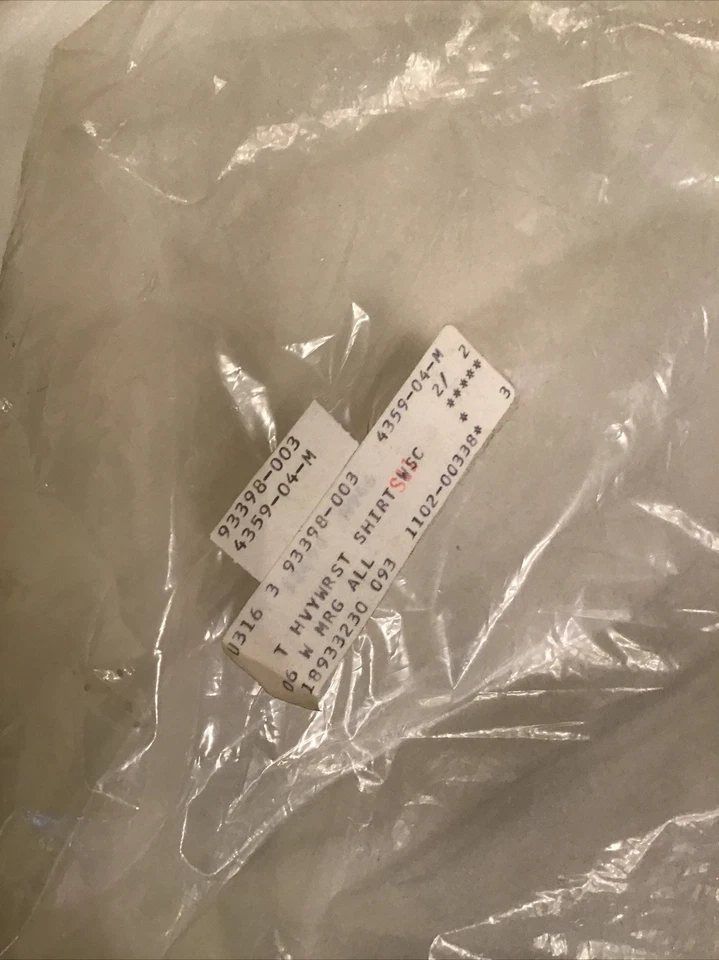 93398-003
4359-04-M
U316 3 93398-003 4359-04-M
2/ 2
T HVYWRST SHIRTSWSC *****
06 W MRG ALL *
18933230 093 1102-00338* 3